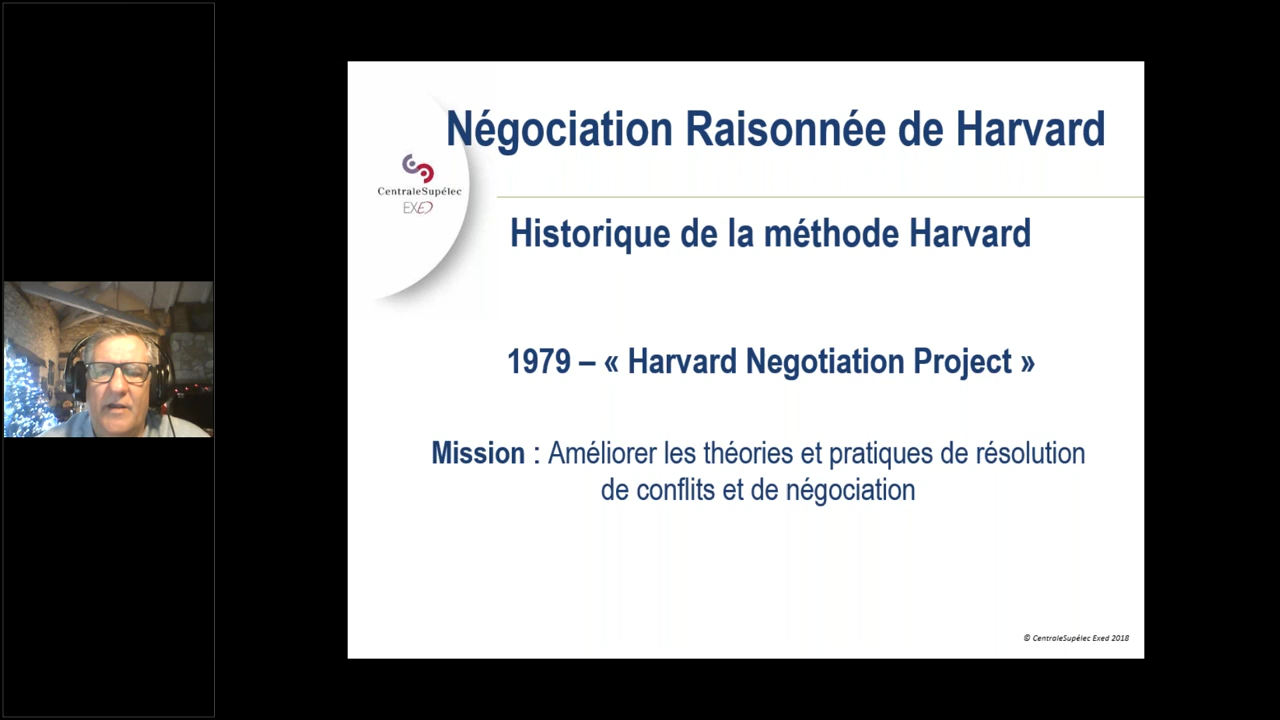 Négociation Raisonnée de Harvard
CentraleSupélec
EXED
Historique de la méthode Harvard
1979 – « Harvard Negotiation Project »
Mission : Améliorer les théories et pratiques de résolution
de conflits et de négociation
© CentraleSupélec Exed 2018